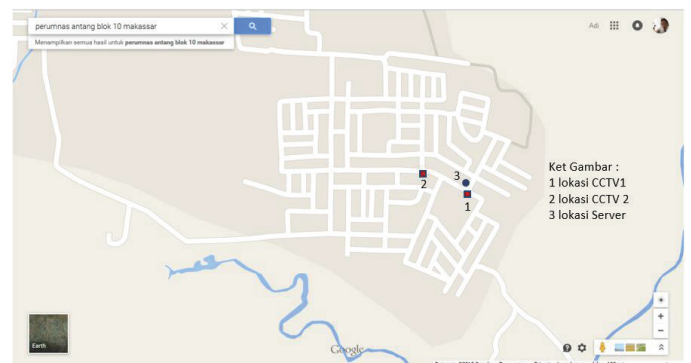 perumnas antang blok 10 makassar
Adi
Menampilkan semua hasil untuk perumnas antang blok 10 makassar
Ket Gambar :
1 lokasi CCTV1
2 lokasi CCTV 2
3 lokasi Server
3
2
1
Earth
Google